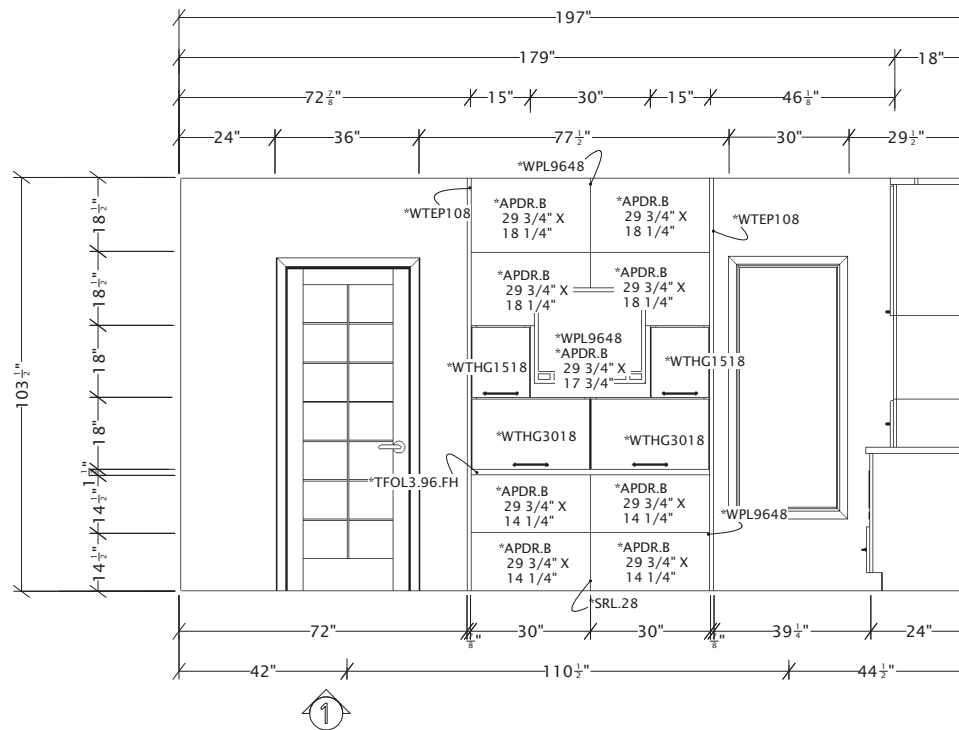 197"
179"
18"
72 7/8"
15"
30"
15"
46 1/8"
24"
36"
77 1/2"
30"
29 1/2"
*WPL9648
*WTEP108
*APDR.B
29 3/4" X
18 1/4"
*APDR.B
29 3/4" X
18 1/4"
*WTEP108
18 1/2"
*APDR.B
29 3/4" X
18 1/4"
*APDR.B
29 3/4" X
18 1/4"
18 1/2"
*WPL9648
*APDR.B
29 3/4" X
17 3/4"
*WTHG1518
*WTHG1518
18"
103 1/2"
*WTHG3018
*WTHG3018
18"
*TFOL3.96.FH
*APDR.B
29 3/4" X
14 1/4"
*APDR.B
29 3/4" X
14 1/4"
14 1/2"
*WPL9648
*APDR.B
29 3/4" X
14 1/4"
*APDR.B
29 3/4" X
14 1/4"
14 1/2"
*SRL.28
72"
30"
30"
39 1/4"
24"
42"
110 1/2"
44 1/2"
1